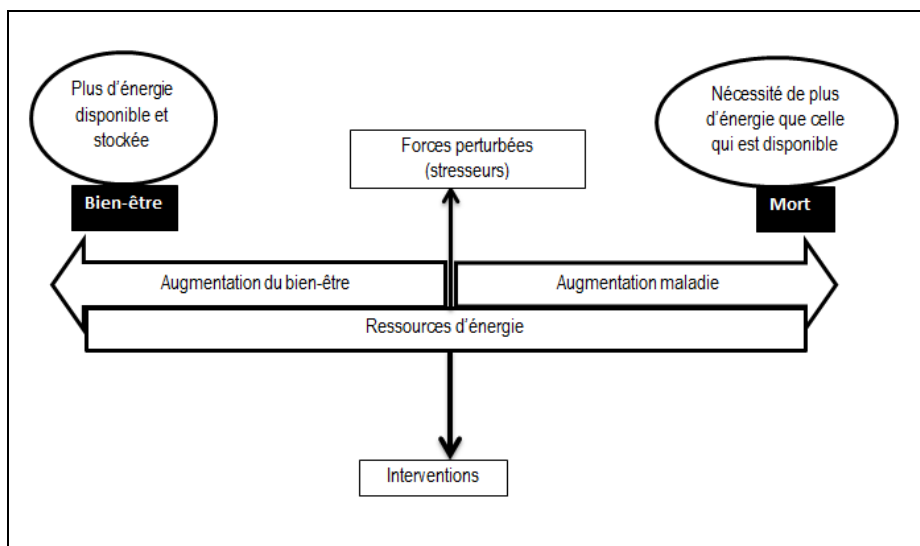 Plus d'énergie
disponible et
stockée
Nécessité de plus
d'énergie que celle
qui est disponible
Forces perturbées
(stresseurs)
Bien-être
Mort
Augmentation du bien-être
Augmentation maladie
Ressources d'énergie
Interventions